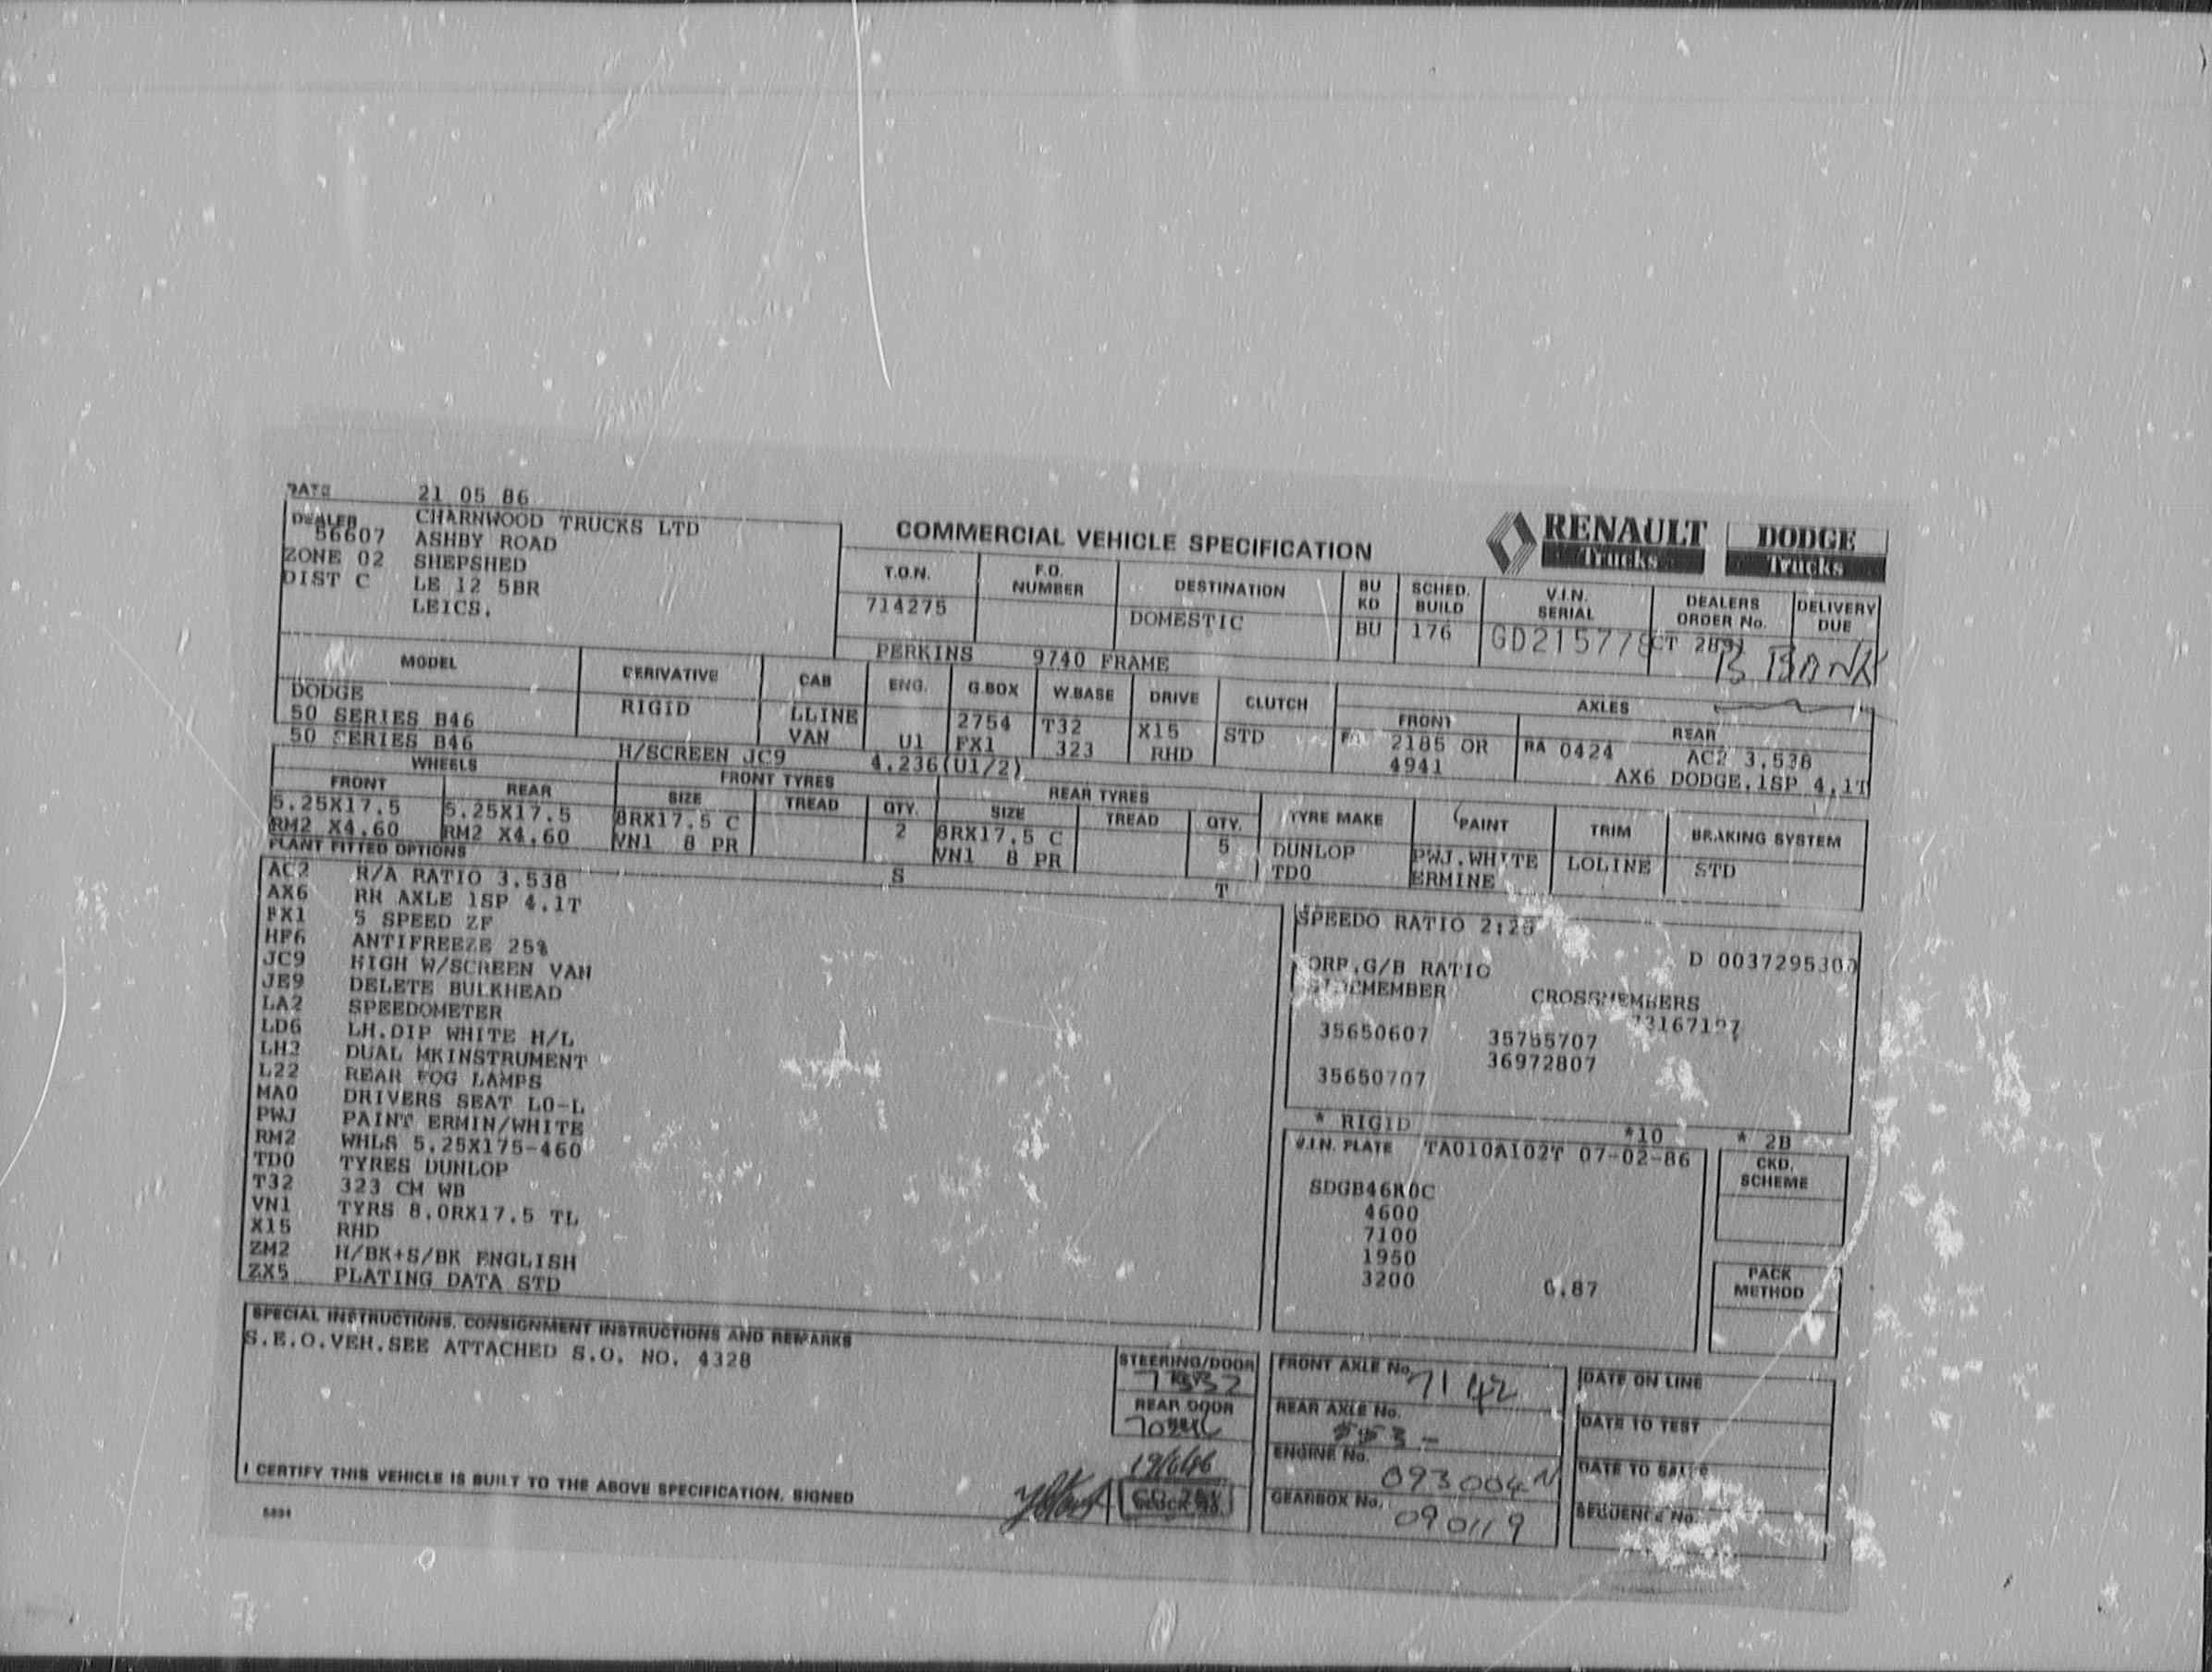 DATE 21 05 86
DEALER CHARNWOOD TRUCKS LTD
56607 ASHBY ROAD
ZONE 02 SHEPSHED
DIST C LE 12 5BR
LEICS.
COMMERCIAL VEHICLE SPECIFICATION
RENAULT Trucks
DODGE Trucks
T.O.N. F.O. NUMBER DESTINATION BU KD SCHED. BUILD V.I.N. SERIAL DEALERS ORDER No. DELIVERY DUE
714275 DOMESTIC BU 176 GD215778 CT B BANK
PERKINS 9740 FRAME
MODEL DERIVATIVE CAB ENG. G.BOX W.BASE DRIVE CLUTCH AXLES
FRONT REAR
DODGE RIGID LLINE 2754 T32 X15 STD FA 2185 OR RA 0424 AC2 3.538
50 SERIES B46 VAN U1 FX1 323 RHD 4941 AX6 DODGE.1SP 4.1T
50 SERIES B46 H/SCREEN JC9 4.236(U1/2)
WHEELS FRONT TYRES REAR TYRES
FRONT REAR SIZE TREAD QTY. SIZE TREAD QTY. TYRE MAKE PAINT TRIM BRAKING SYSTEM
5.25X17.5 5.25X17.5 8RX17.5 C 2 8RX17.5 C 5 DUNLOP PWJ.WHITE LOLINE STD
RM2 X4.60 RM2 X4.60 VN1 8 PR VN1 8 PR TD0 ERMINE
PLANT FITTED OPTIONS S T
AC2 R/A RATIO 3.538
AX6 RR AXLE 1SP 4.1T
FX1 5 SPEED ZF
HF6 ANTIFREEZE 25%
JC9 HIGH W/SCREEN VAN
JE9 DELETE BULKHEAD
LA2 SPEEDOMETER
LD6 LH.DIP WHITE H/L
LH2 DUAL MKINSTRUMENT
L22 REAR FOG LAMPS
MA0 DRIVERS SEAT LO-L
PWJ PAINT ERMIN/WHITE
RM2 WHLS 5.25X175-460
TD0 TYRES DUNLOP
T32 323 CM WB
VN1 TYRS 8.0RX17.5 TL
X15 RHD
ZM2 H/BK+S/BK ENGLISH
ZX5 PLATING DATA STD
SPEEDO RATIO 2:25
D 0037295300
DRP.G/B RATIO
SIDEMEMBER CROSSMEMBERS
35650607 35765707
36972807
35650707
* RIGID *10 * 2B
V.I.N. PLATE TA010A102T 07-02-86
SDGB46R0C
4600
7100
1950
3200 0.87
CKD. SCHEME
PACK METHOD
SPECIAL INSTRUCTIONS. CONSIGNMENT INSTRUCTIONS AND REMARKS
S.E.O.VEH.SEE ATTACHED S.O. NO. 4328
STEERING/DOOR
REAR DOOR
FRONT AXLE No. 7142
REAR AXLE No.
ENGINE No. 093004 N
GEARBOX No. 090119
DATE ON LINE
DATE TO TEST
DATE TO SALES
SEQUENCE No.
I CERTIFY THIS VEHICLE IS BUILT TO THE ABOVE SPECIFICATION. SIGNED